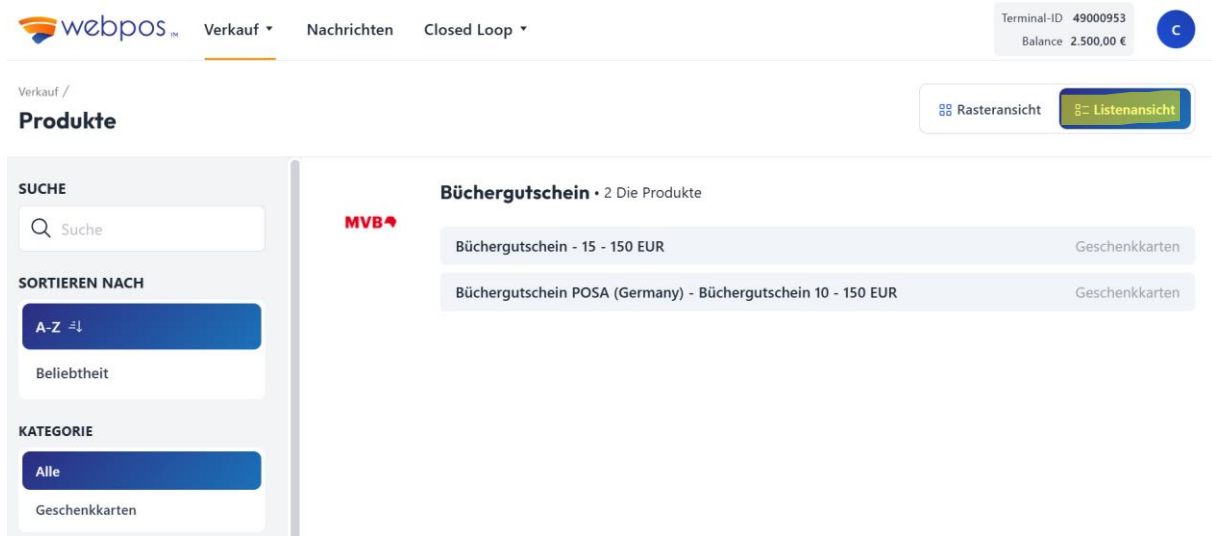 webpos™
Verkauf
Nachrichten
Closed Loop
Terminal-ID 49000953
Balance 2.500,00 €
C
Verkauf /
Produkte
Rasteransicht
Listenansicht
SUCHE
Suche
SORTIEREN NACH
A-Z
Beliebtheit
KATEGORIE
Alle
Geschenkkarten
MVB
Büchergutschein • 2 Die Produkte
Büchergutschein - 15 - 150 EUR Geschenkkarten
Büchergutschein POSA (Germany) - Büchergutschein 10 - 150 EUR Geschenkkarten